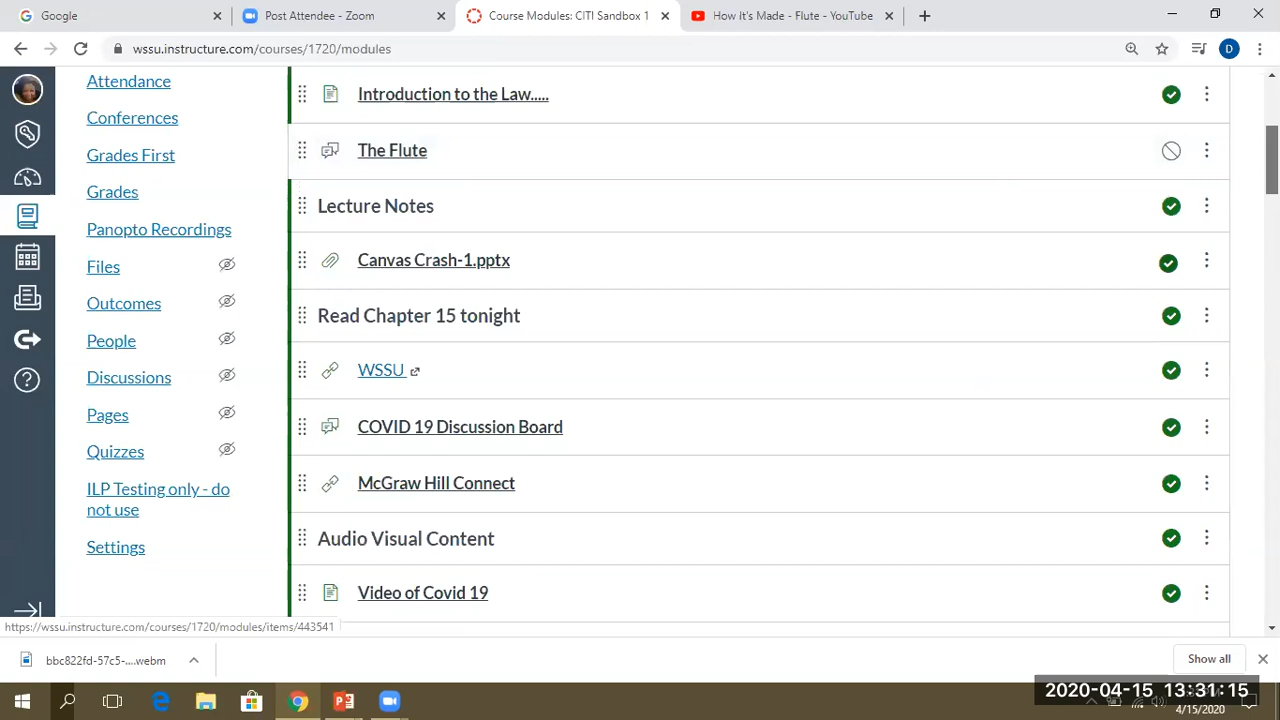 Google
Post Attendee - Zoom
Course Modules: CITI Sandbox 1
How it's Made - Flute - YouTube
wssu.instructure.com/courses/1720/modules
D
Attendance
Conferences
Grades First
Grades
Panopto Recordings
Files
Outcomes
People
Discussions
Pages
Quizzes
ILP Testing only - do
not use
Settings
Introduction to the Law.....
The Flute
Lecture Notes
Canvas Crash-1.pptx
Read Chapter 15 tonight
WSSU
COVID 19 Discussion Board
McGraw Hill Connect
Audio Visual Content
Video of Covid 19
https://wssu.instructure.com/courses/1720/modules/items/443541
bbc822fd-57c5-....webm
Show all
2020-04-15 13:31:15
4/15/2020